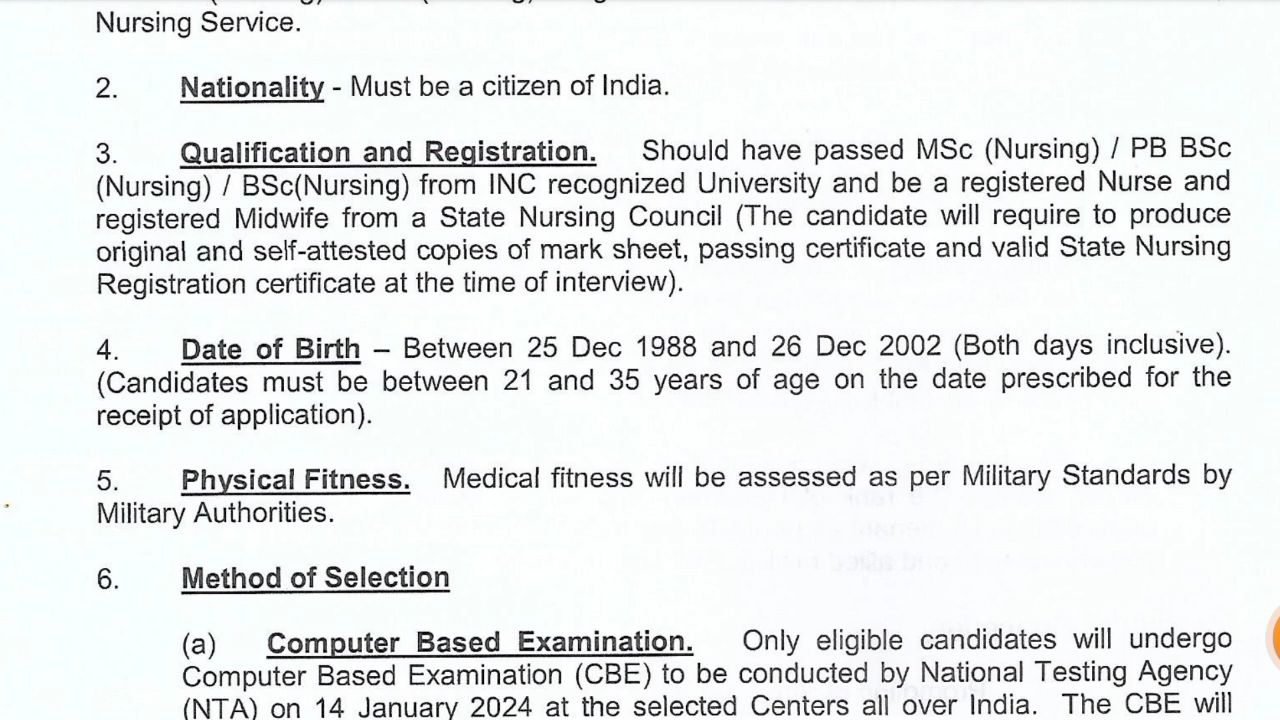 Nursing Service.
2. Nationality - Must be a citizen of India.
3. Qualification and Registration. Should have passed MSc (Nursing) / PB BSc
(Nursing) / BSc(Nursing) from INC recognized University and be a registered Nurse and
registered Midwife from a State Nursing Council (The candidate will require to produce
original and self-attested copies of mark sheet, passing certificate and valid State Nursing
Registration certificate at the time of interview).
4. Date of Birth – Between 25 Dec 1988 and 26 Dec 2002 (Both days inclusive).
(Candidates must be between 21 and 35 years of age on the date prescribed for the
receipt of application).
5. Physical Fitness. Medical fitness will be assessed as per Military Standards by
Military Authorities.
6. Method of Selection
(a) Computer Based Examination. Only eligible candidates will undergo
Computer Based Examination (CBE) to be conducted by National Testing Agency
(NTA) on 14 January 2024 at the selected Centers all over India. The CBE will